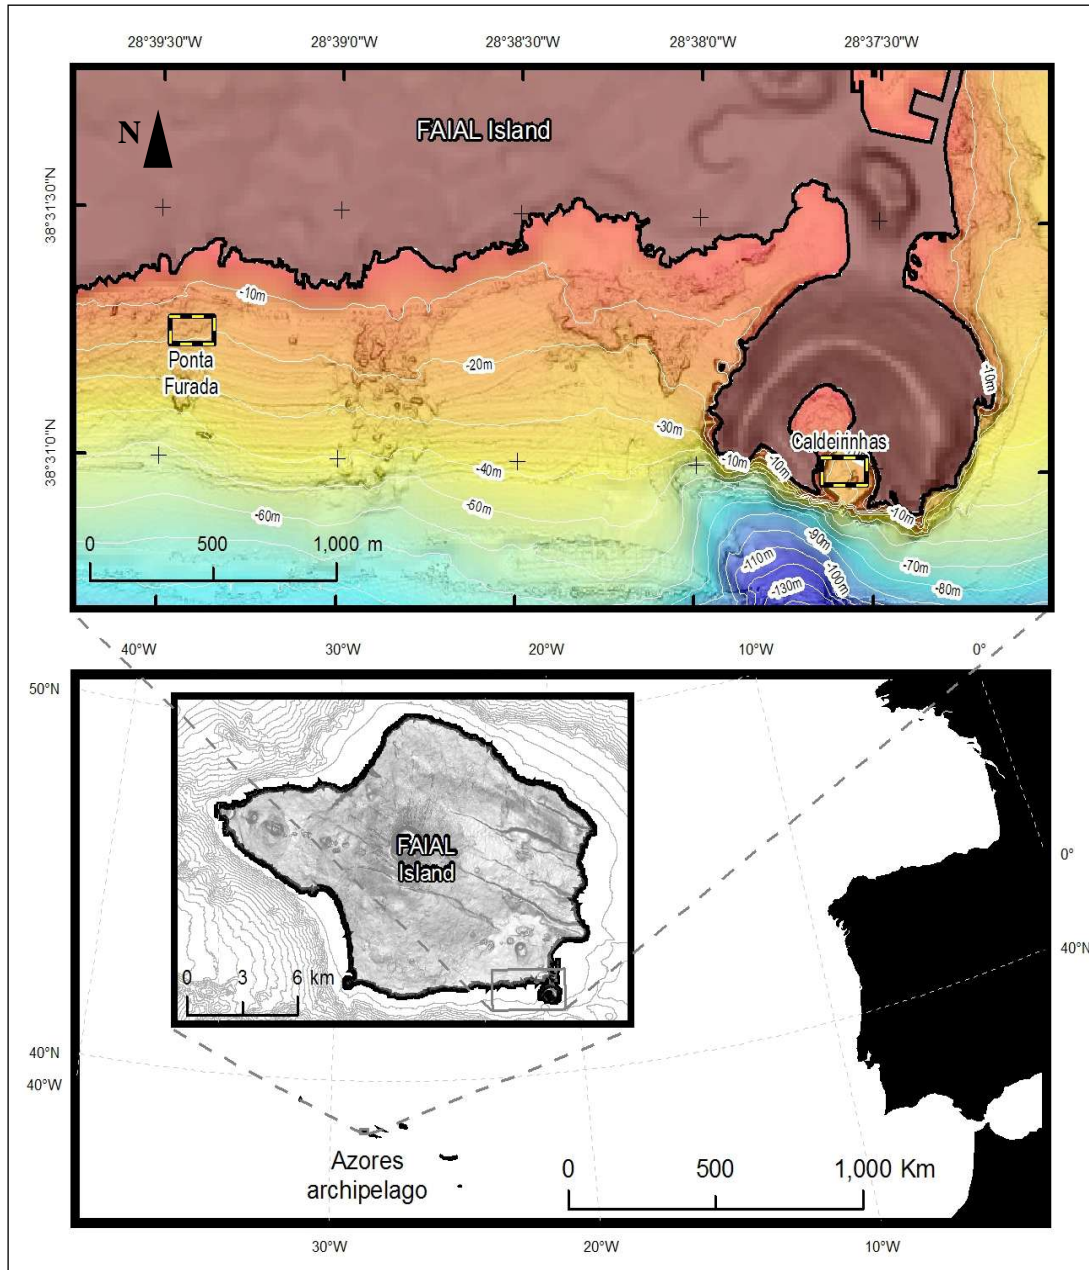 28°39'30"W 28°39'0"W 28°38'30"W 28°38'0"W 28°37'30"W
N
FAIAL Island
38°31'30"N
-10m
Ponta
Furada
-20m
-10m
-30m
Caldeirinhas
38°31'0"N
-40m
-10m
-10m
-10m
-50m
-60m
-90m
-70m
-110m
-100m
-80m
-130m
0 500 1,000 m
40°W 30°W 20°W 10°W 0°
50°N
FAIAL
Island
0°
40°N
0 3 6 km
40°N
40°W
Azores
archipelago
0 500 1,000 Km
30°W 20°W 10°W